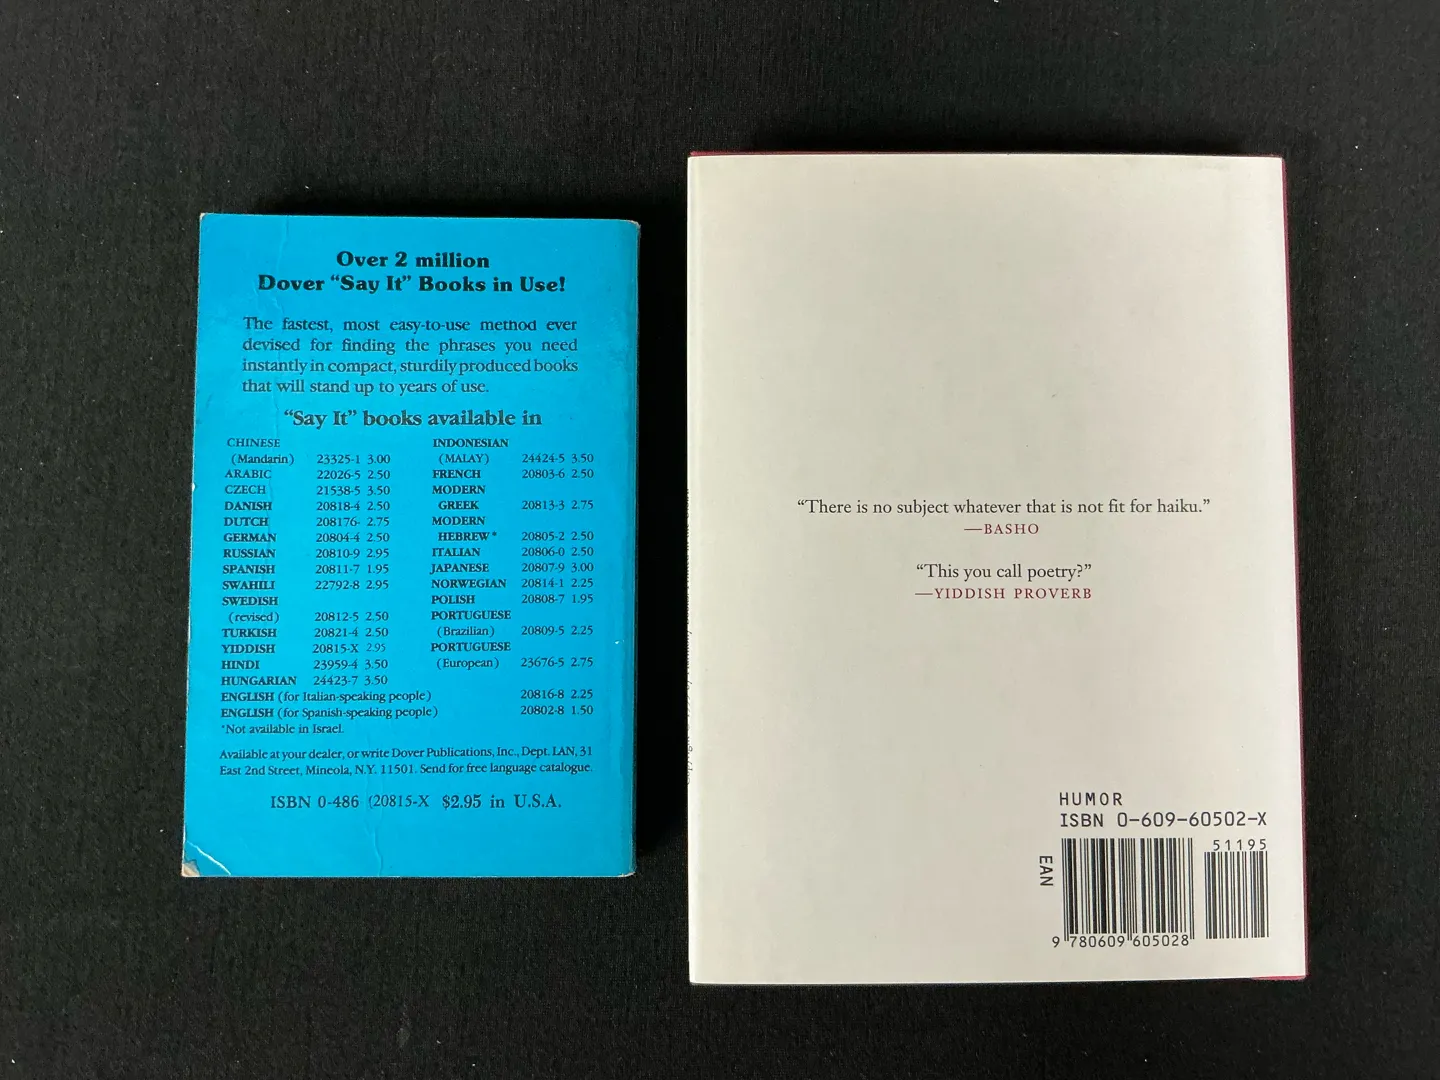 Over 2 million
Dover “Say It” Books in Use!
The fastest, most easy-to-use method ever
devised for finding the phrases you need
instantly in compact, sturdily produced books
that will stand up to years of use.
“Say It” books available in
CHINESE
(Mandarin) 23325-1 3.00
ARABIC 22026-5 2.50
CZECH 21538-5 3.50
DANISH 20818-4 2.50
DUTCH 208176- 2.75
GERMAN 20804-4 2.50
RUSSIAN 20810-9 2.95
SPANISH 20811-7 1.95
SWAHILI 22792-8 2.95
SWEDISH
(revised) 20812-5 2.50
TURKISH 20821-4 2.50
YIDDISH 20815-X 2.95
HINDI 23959-4 3.50
HUNGARIAN 24423-7 3.50
INDONESIAN
(MALAY) 24424-5 3.50
FRENCH 20803-6 2.50
MODERN
GREEK 20813-3 2.75
MODERN
HEBREW* 20805-2 2.50
ITALIAN 20806-0 2.50
JAPANESE 20807-9 3.00
NORWEGIAN 20814-1 2.25
POLISH 20808-7 1.95
PORTUGUESE
(Brazilian) 20809-5 2.25
PORTUGUESE
(European) 23676-5 2.75
ENGLISH (for Italian-speaking people) 20816-8 2.25
ENGLISH (for Spanish-speaking people) 20802-8 1.50
*Not available in Israel.
Available at your dealer, or write Dover Publications, Inc., Dept. LAN, 31
East 2nd Street, Mineola, N.Y. 11501. Send for free language catalogue.
ISBN 0-486 (20815-X $2.95 in U.S.A.
“There is no subject whatever that is not fit for haiku.”
—BASHO
“This you call poetry?”
—YIDDISH PROVERB
HUMOR
ISBN 0-609-60502-X
51195
EAN
9 780609 605028